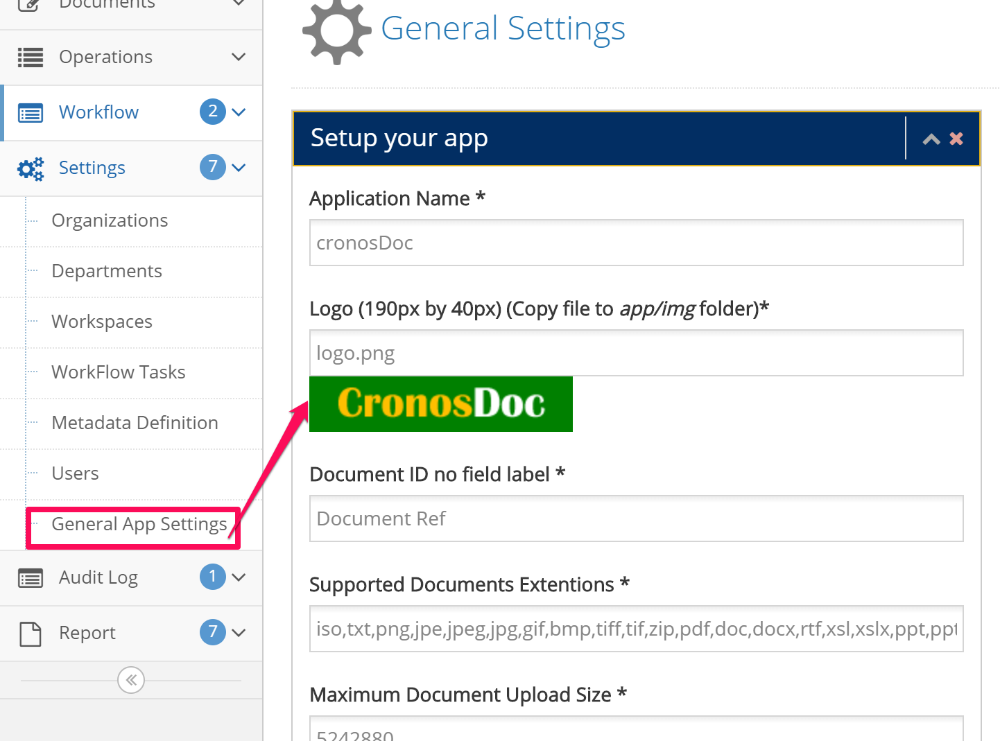 Documents
Operations
Workflow 2
Settings 7
Organizations
Departments
Workspaces
WorkFlow Tasks
Metadata Definition
Users
General App Settings
Audit Log 1
Report 7
General Settings
Setup your app
Application Name *
cronosDoc
Logo (190px by 40px) (Copy file to app/img folder)*
logo.png
CronosDoc
Document ID no field label *
Document Ref
Supported Documents Extentions *
iso,txt,png,jpe,jpeg,jpg,gif,bmp,tiff,tif,zip,pdf,doc,docx,rtf,xsl,xslx,ppt,ppt
Maximum Document Upload Size *
5242880